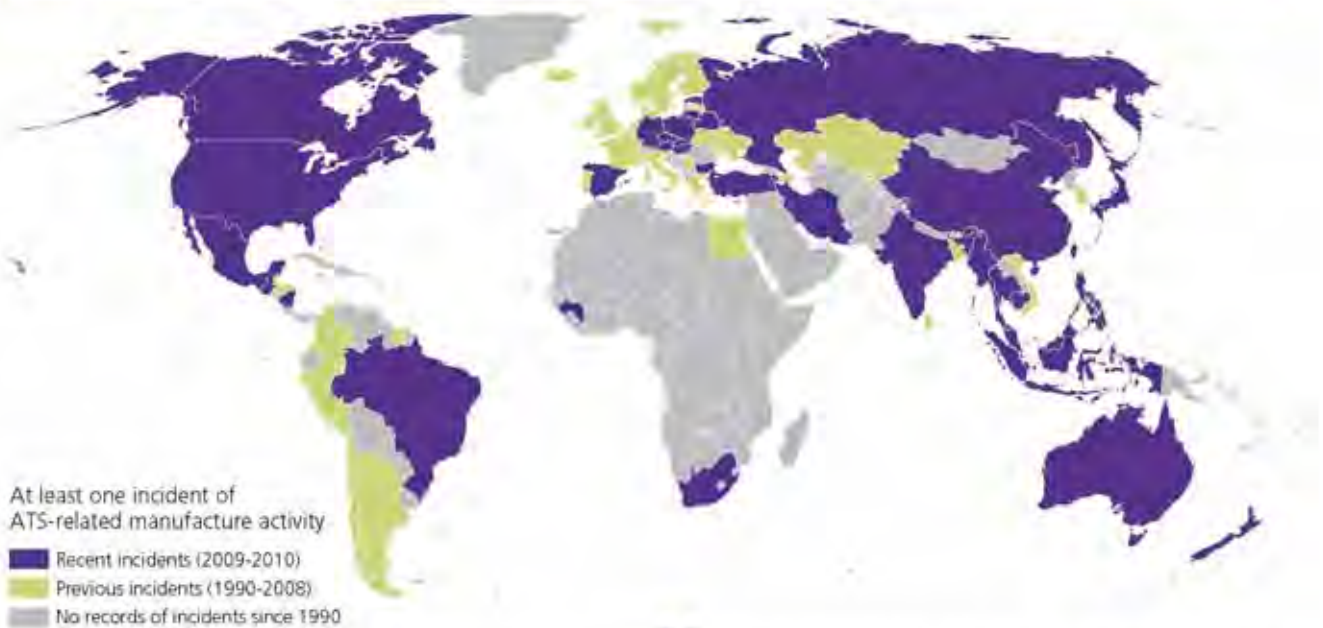 At least one incident of
ATS-related manufacture activity
Recent incidents (2009-2010)
Previous incidents (1990-2008)
No records of incidents since 1990